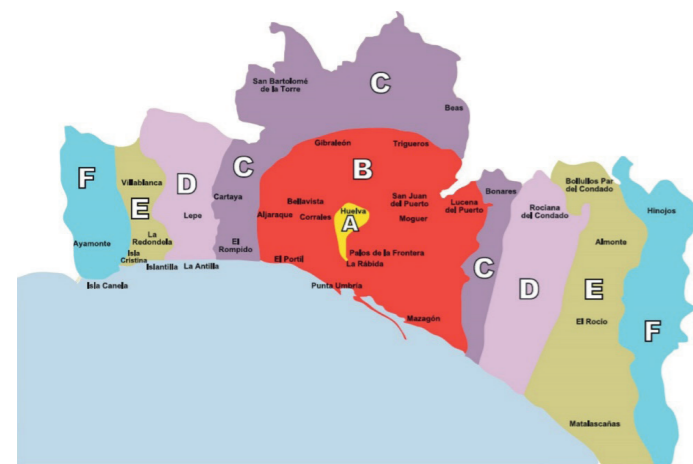 San Bartolomé
de la Torre
C
Beas
Gibraleón
Trigueros
F
Villablanca
D
C
B
Bollullos Par
del Condado
E
Cartaya
Bellavista
San Juan
del Puerto
Lucena
del Puerto
Bonares
Rociana
del Condado
Hinojos
Lepe
Aljaraque
Corrales
Huelva
A
Moguer
Ayamonte
La
Redondela
El
Rompido
Almonte
Isla
Cristina
Islantilla
La Antilla
El Portil
Palos de la Frontera
La Rábida
C
D
E
F
Isla Canela
Punta Umbría
Mazagón
El Rocío
Matalascañas